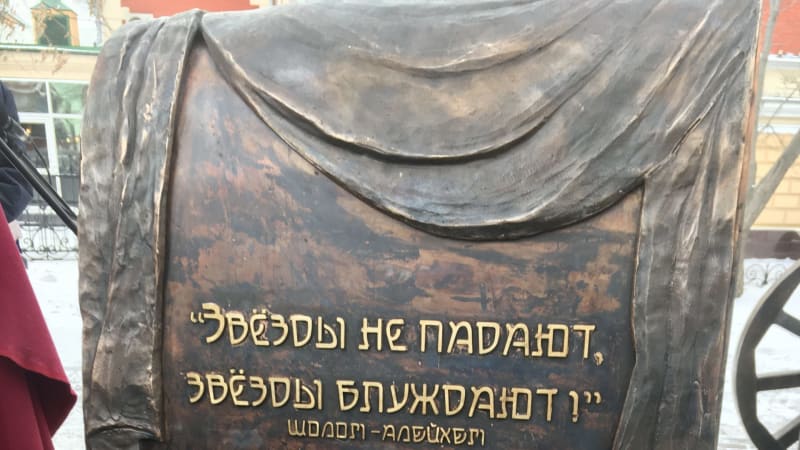 "Звёзды не падают,
звёзды блуждают!"
Шолом-Алейхем